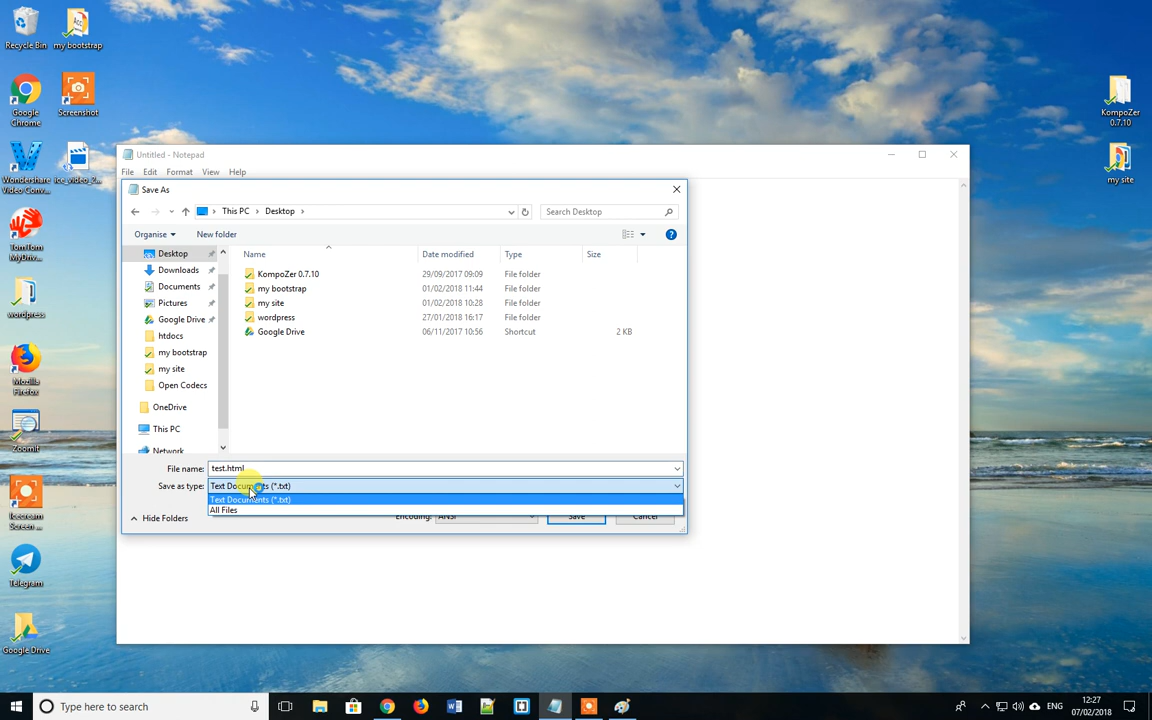 Recycle Bin
my bootstrap
Google Chrome
Screenshot
Wondershare Video Conv...
ice_video_2...
TomTom MyDriv...
wordpress
Mozilla Firefox
ZoomIt
Icecream Screen ...
Telegram
Google Drive
KompoZer 0.7.10
my site
Untitled - Notepad
File Edit Format View Help
Save As
This PC > Desktop >
Search Desktop
Organise
New folder
Name Date modified Type Size
Desktop
Downloads
Documents
Pictures
Google Drive
htdocs
my bootstrap
my site
Open Codecs
OneDrive
This PC
Network
KompoZer 0.7.10 29/09/2017 09:09 File folder
my bootstrap 01/02/2018 11:44 File folder
my site 01/02/2018 10:28 File folder
wordpress 27/01/2018 16:17 File folder
Google Drive 06/11/2017 10:56 Shortcut 2 KB
File name: test.html
Save as type: Text Documents (*.txt)
Text Documents (*.txt)
All Files
Hide Folders
Encoding: ANSI
Save
Cancel
Type here to search
ENG
12:27
07/02/2018